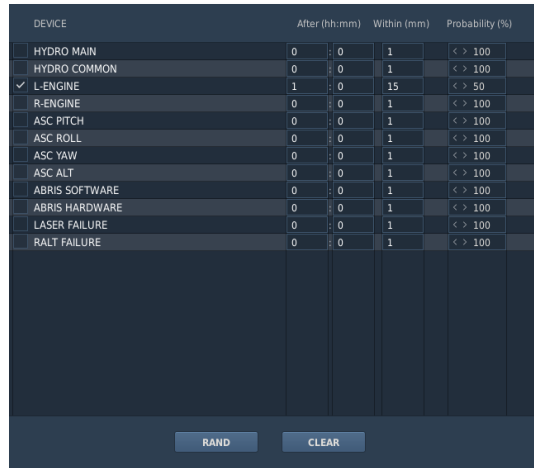 DEVICE After (hh:mm) Within (mm) Probability (%)
HYDRO MAIN 0 : 0 1 < > 100
HYDRO COMMON 0 : 0 1 < > 100
✓ L-ENGINE 1 : 0 15 < > 50
R-ENGINE 0 : 0 1 < > 100
ASC PITCH 0 : 0 1 < > 100
ASC ROLL 0 : 0 1 < > 100
ASC YAW 0 : 0 1 < > 100
ASC ALT 0 : 0 1 < > 100
ABRIS SOFTWARE 0 : 0 1 < > 100
ABRIS HARDWARE 0 : 0 1 < > 100
LASER FAILURE 0 : 0 1 < > 100
RALT FAILURE 0 : 0 1 < > 100
RAND CLEAR